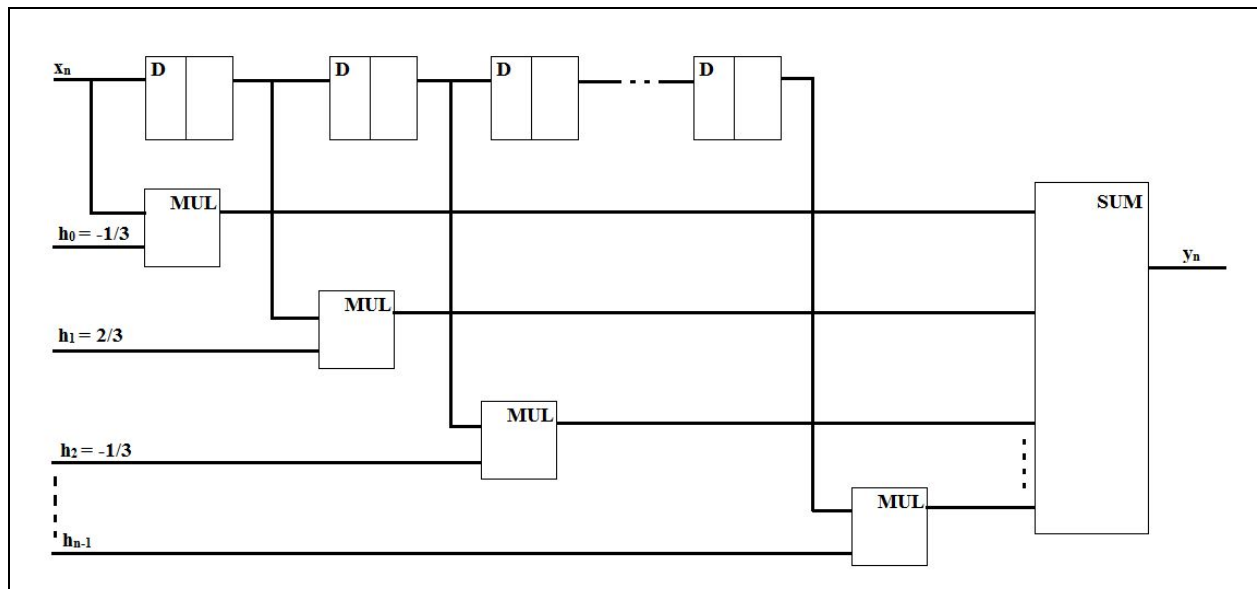 xₙ
D
D
D
D
MUL
SUM
h₀ = -1/3
yₙ
MUL
h₁ = 2/3
MUL
h₂ = -1/3
MUL
hₙ₋₁